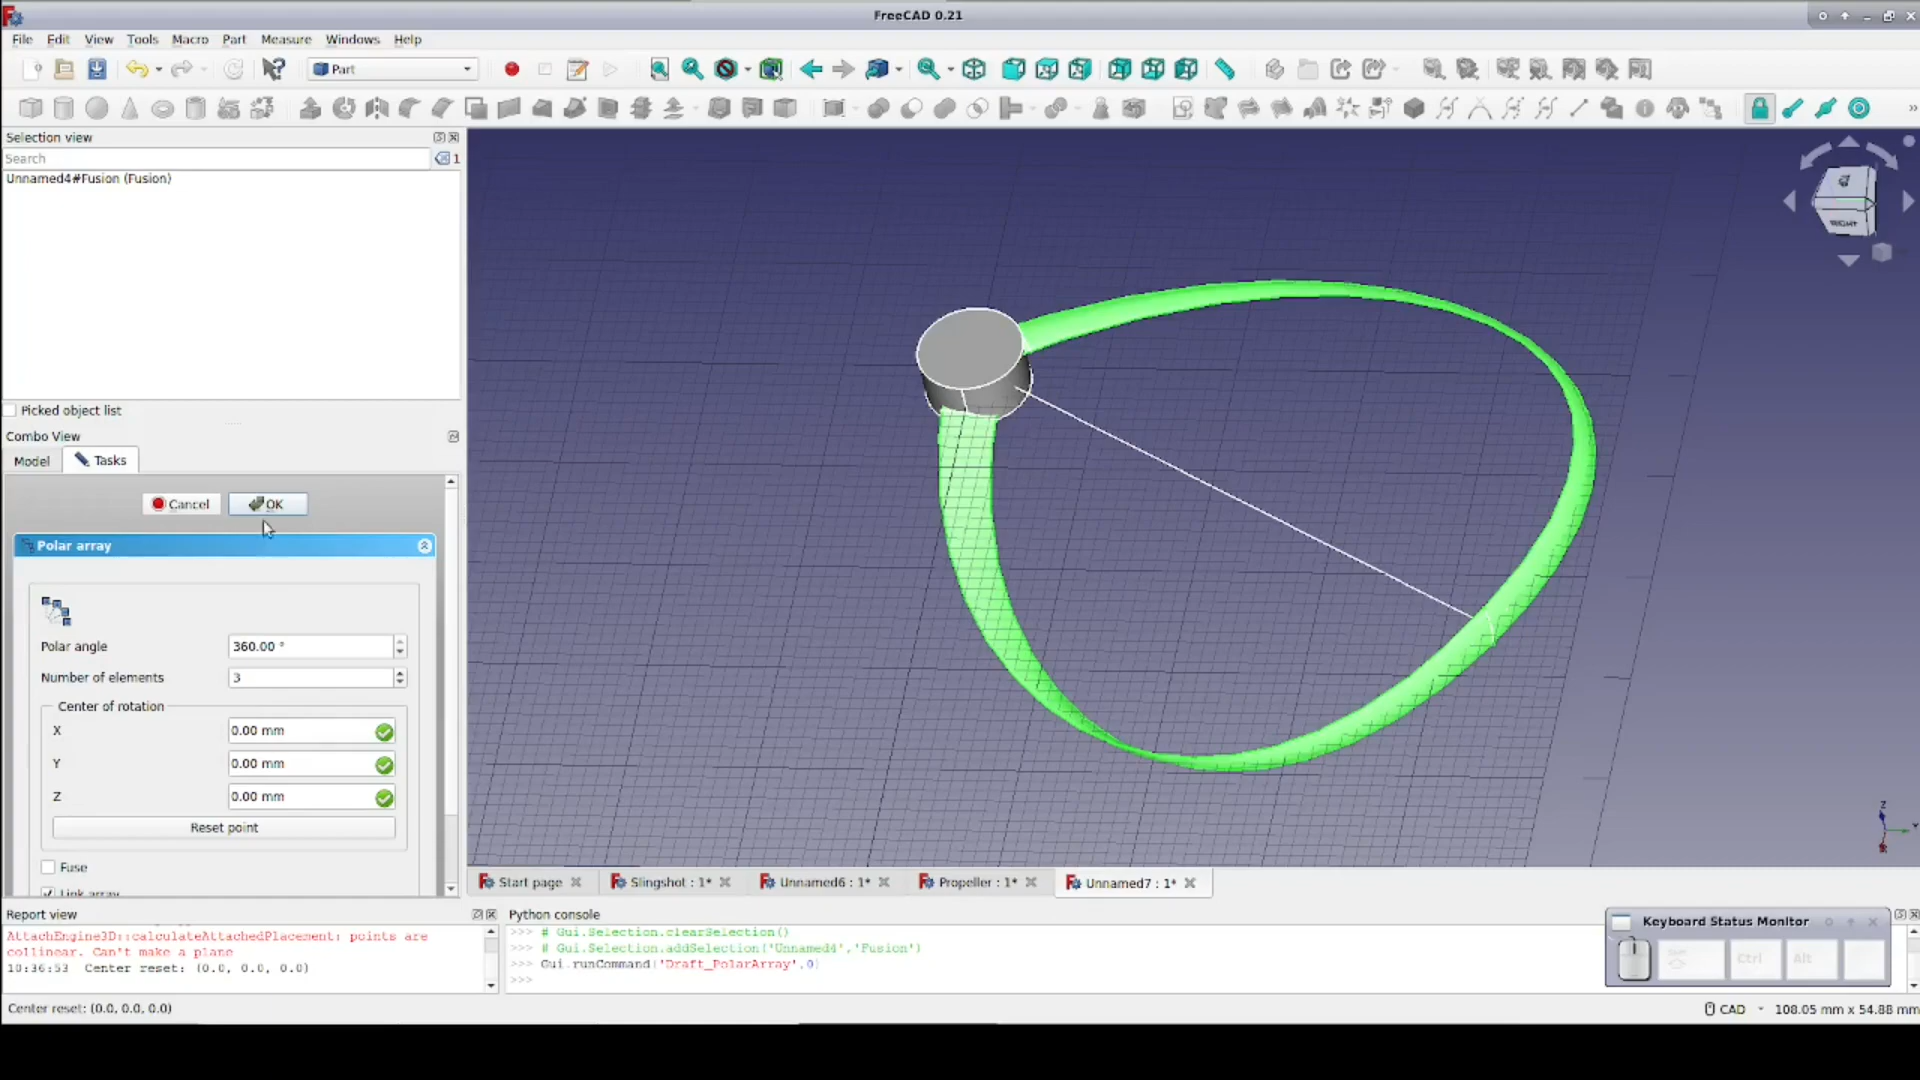 FreeCAD 0.21
File Edit View Tools Macro Part Measure Windows Help
Part
Selection view
Search
1
Unnamed4#Fusion (Fusion)
Picked object list
Combo View
Model Tasks
Cancel OK
Polar array
Polar angle 360.00 °
Number of elements 3
Center of rotation
X 0.00 mm
Y 0.00 mm
Z 0.00 mm
Reset point
Fuse
Link array
RIGHT
Z
Start page Slingshot : 1* Unnamed6 : 1* Propeller : 1* Unnamed7 : 1*
Report view
AttachEngine3D::calculateAttachedPlacement: points are
collinear. Can't make a plane
10:36:53 Center reset: (0.0, 0.0, 0.0)
Python console
>>> # Gui.Selection.clearSelection()
>>> # Gui.Selection.addSelection('Unnamed4','Fusion')
>>> Gui.runCommand('Draft_PolarArray',0)
>>>
Keyboard Status Monitor
Ctrl Alt
Center reset: (0.0, 0.0, 0.0)
CAD 108.05 mm x 54.88 mm